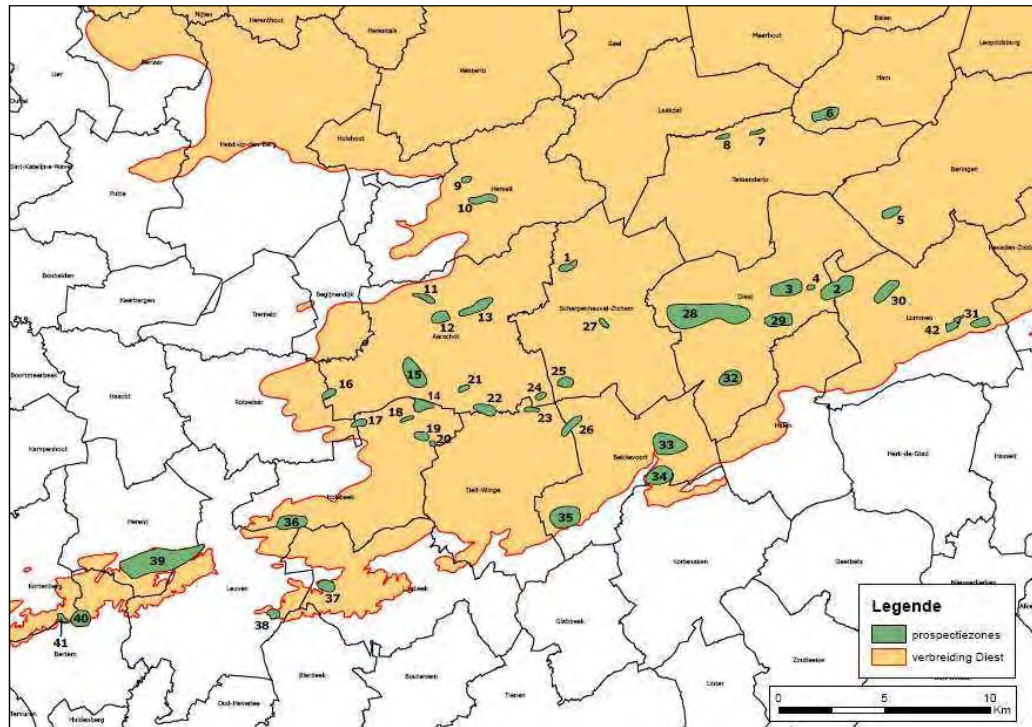 Nijlen
Herenthout
Herentals
Geel
Maarhout
Balen
Leopoldsburg
Lier
Berlaar
Westerlo
Ham
Duffel
Laakdal
Hulshout
Heist-op-den-Berg
Sint-Katelijne-Waver
Putte
6
8
7
Tessenderlo
Beringen
9
Herselt
10
5
Heusden-Zolder
Bonheiden
Keerbergen
Tremelo
Begijnendijk
1
11
13
12
Aarschot
Scherpenheuvel-Zichem
27
Diest
28
3
4
2
29
30
Lummen
42
31
Boortmeerbeek
Haacht
Rotselaar
15
16
21
14
22
24
23
25
32
17
18
19
20
26
Halen
Kampenhout
33
Bekkevoort
34
Herk-de-Stad
Hasselt
Tielt-Winge
Holsbeek
36
35
Herent
39
Kortenberg
Leuven
37
38
Lubbeek
Kortenaken
Geetbets
Nieuwerkerken
40
41
Bertem
Glabbeek
Bierbeek
Boutersem
Tienen
Linter
Zoutleeuw
Tervuren
Huldenberg
Oud-Heverlee
Legende
prospectiezones
verbreiding Diest
0 5 10
Km